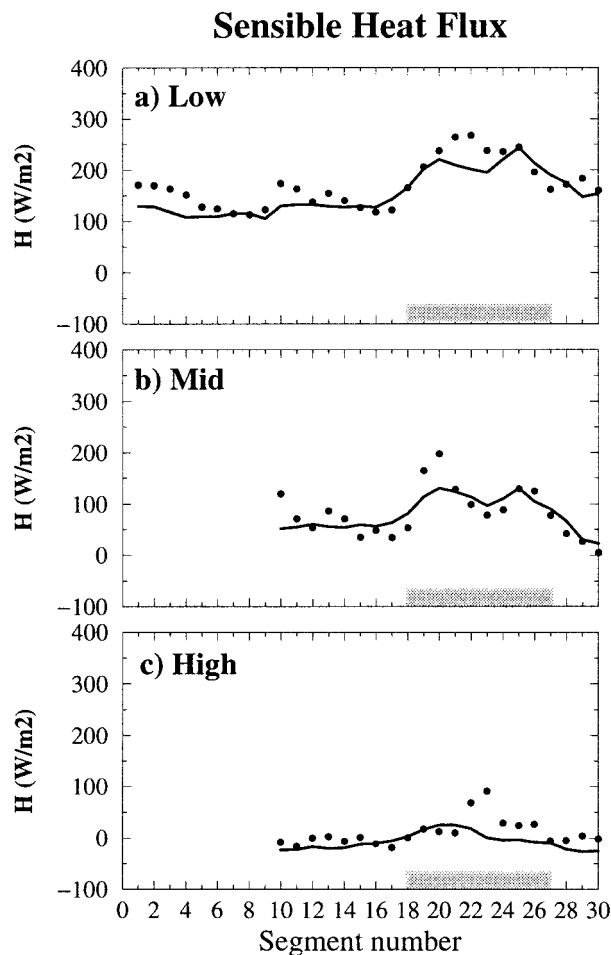 Sensible Heat Flux
a) Low
H (W/m2)
400
300
200
100
0
−100
b) Mid
H (W/m2)
400
300
200
100
0
−100
c) High
H (W/m2)
400
300
200
100
0
−100
0 2 4 6 8 10 12 14 16 18 20 22 24 26 28 30
Segment number